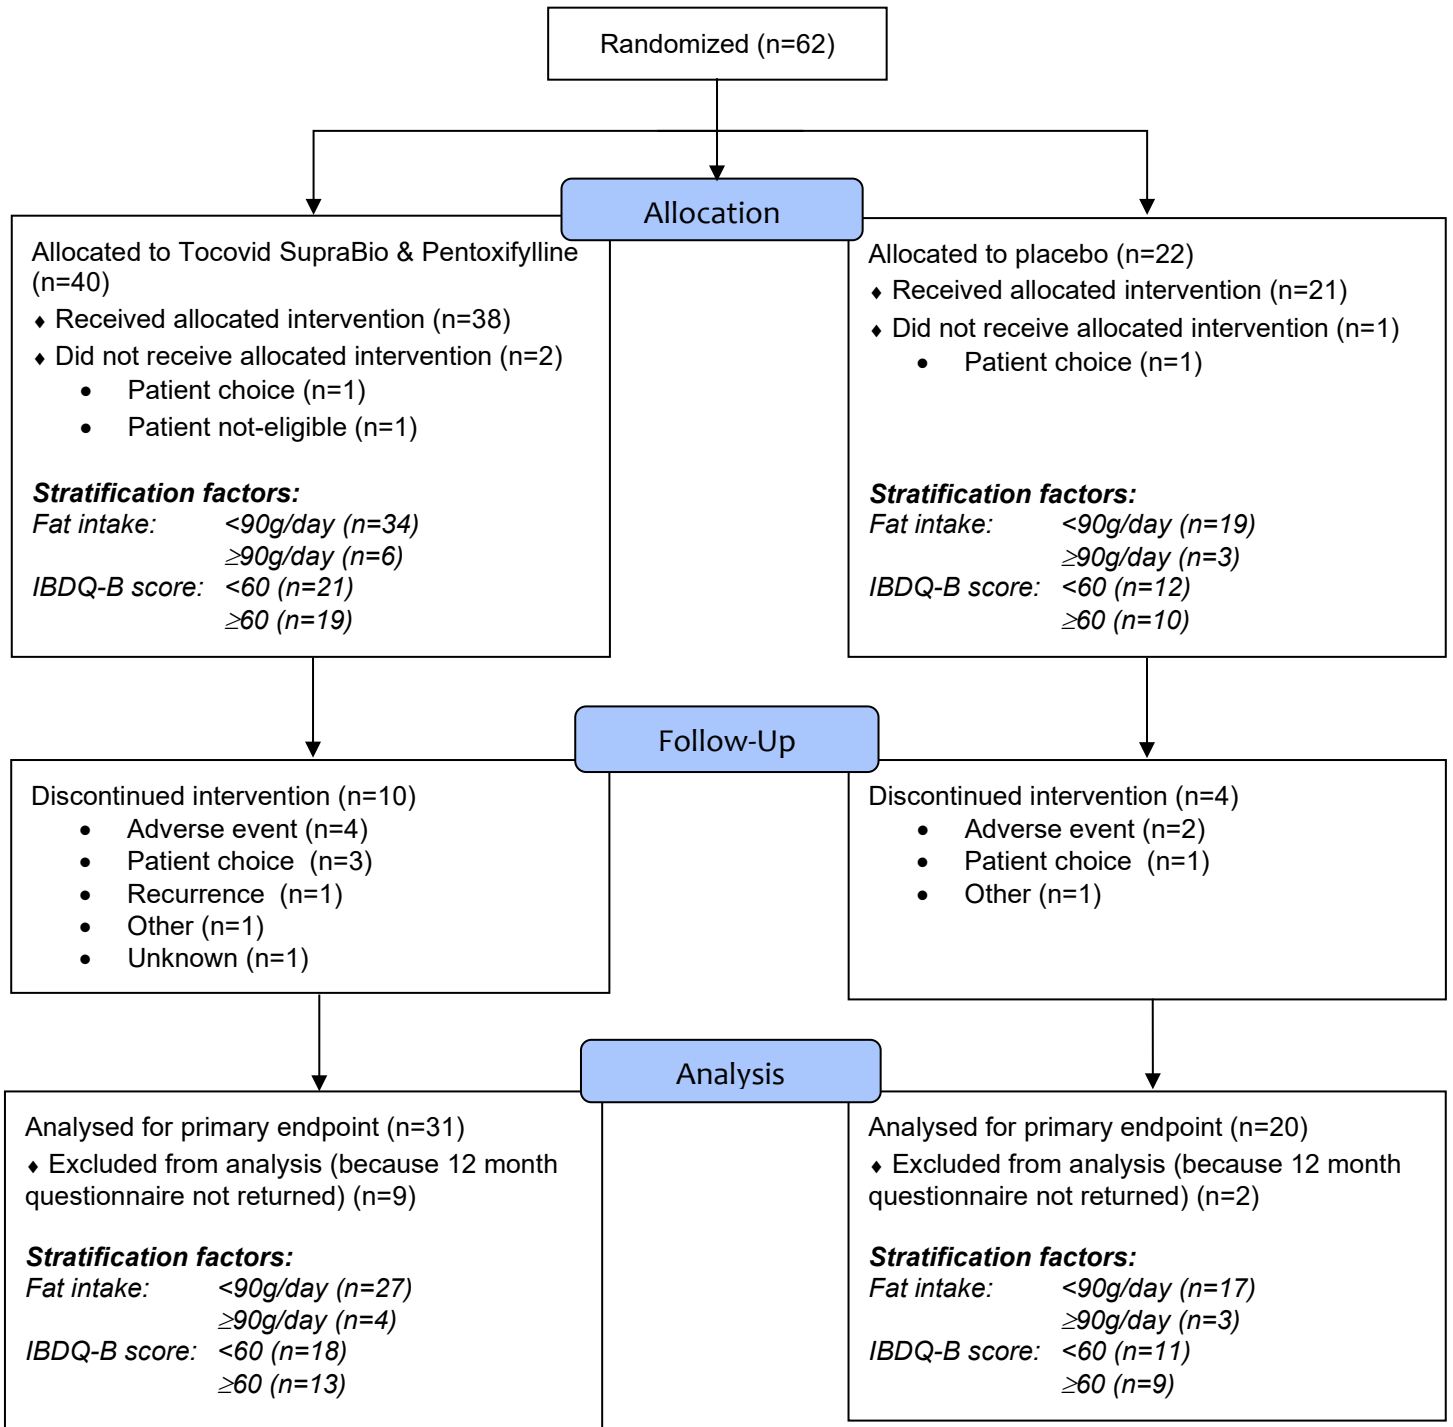 Randomized (n=62)
Allocation
Allocated to Tocovid SupraBio & Pentoxifylline
(n=40)
♦ Received allocated intervention (n=38)
♦ Did not receive allocated intervention (n=2)
• Patient choice (n=1)
• Patient not-eligible (n=1)
Stratification factors:
Fat intake: <90g/day (n=34)
≥90g/day (n=6)
IBDQ-B score: <60 (n=21)
≥60 (n=19)
Allocated to placebo (n=22)
♦ Received allocated intervention (n=21)
♦ Did not receive allocated intervention (n=1)
• Patient choice (n=1)
Stratification factors:
Fat intake: <90g/day (n=19)
≥90g/day (n=3)
IBDQ-B score: <60 (n=12)
≥60 (n=10)
Follow-Up
Discontinued intervention (n=10)
• Adverse event (n=4)
• Patient choice (n=3)
• Recurrence (n=1)
• Other (n=1)
• Unknown (n=1)
Discontinued intervention (n=4)
• Adverse event (n=2)
• Patient choice (n=1)
• Other (n=1)
Analysis
Analysed for primary endpoint (n=31)
♦ Excluded from analysis (because 12 month
questionnaire not returned) (n=9)
Stratification factors:
Fat intake: <90g/day (n=27)
≥90g/day (n=4)
IBDQ-B score: <60 (n=18)
≥60 (n=13)
Analysed for primary endpoint (n=20)
♦ Excluded from analysis (because 12 month
questionnaire not returned) (n=2)
Stratification factors:
Fat intake: <90g/day (n=17)
≥90g/day (n=3)
IBDQ-B score: <60 (n=11)
≥60 (n=9)